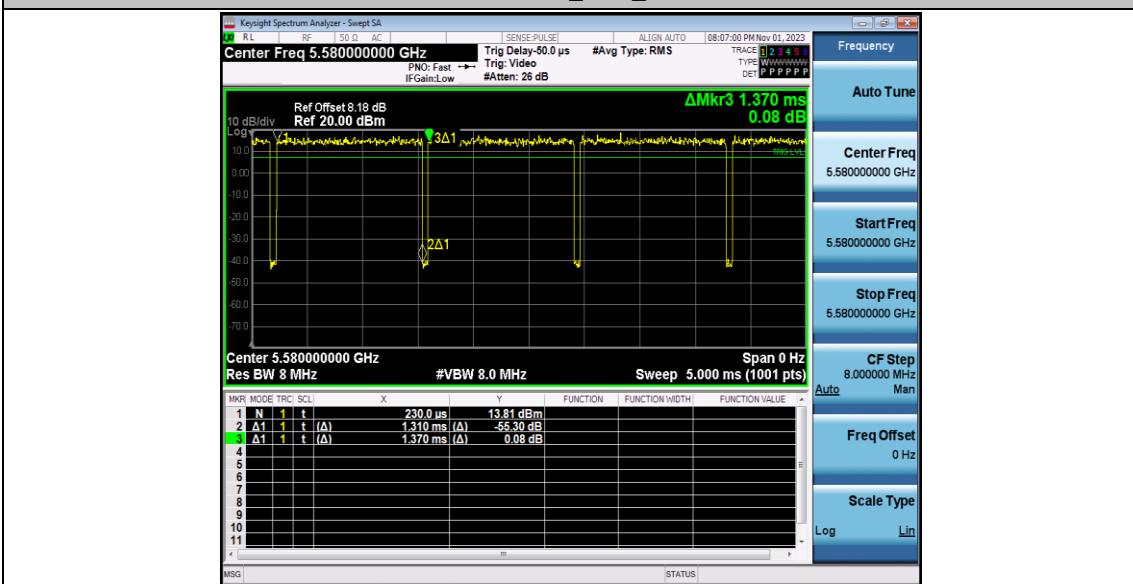 Keysight Spectrum Analyzer - Swept SA
LXI RL RF 50 Ω AC SENSE:PULSE ALIGN AUTO 08:07:00 PM Nov 01, 2023
Center Freq 5.580000000 GHz
PNO: Fast
IFGain:Low
Trig Delay-50.0 µs
Trig: Video
#Atten: 26 dB
#Avg Type: RMS
TRACE 1 2 3 4 5 6
TYPE WWWWWW
DET P P P P P P
Ref Offset 8.18 dB
Ref 20.00 dBm
ΔMkr3 1.370 ms
0.08 dB
10 dB/div
Log
1
3Δ1
TRIG LVL
2Δ1
10.0
0.00
-10.0
-20.0
-30.0
-40.0
-50.0
-60.0
-70.0
Center 5.580000000 GHz
Span 0 Hz
Res BW 8 MHz
#VBW 8.0 MHz
Sweep 5.000 ms (1001 pts)
MKR MODE TRC SCL X Y FUNCTION FUNCTION WIDTH FUNCTION VALUE
1 N 1 t 230.0 µs 13.81 dBm
2 Δ1 1 t (Δ) 1.310 ms (Δ) -55.30 dB
3 Δ1 1 t (Δ) 1.370 ms (Δ) 0.08 dB
4
5
6
7
8
9
10
11
MSG
STATUS
Frequency
Auto Tune
Center Freq
5.580000000 GHz
Start Freq
5.580000000 GHz
Stop Freq
5.580000000 GHz
CF Step
8.000000 MHz
Auto Man
Freq Offset
0 Hz
Scale Type
Log Lin